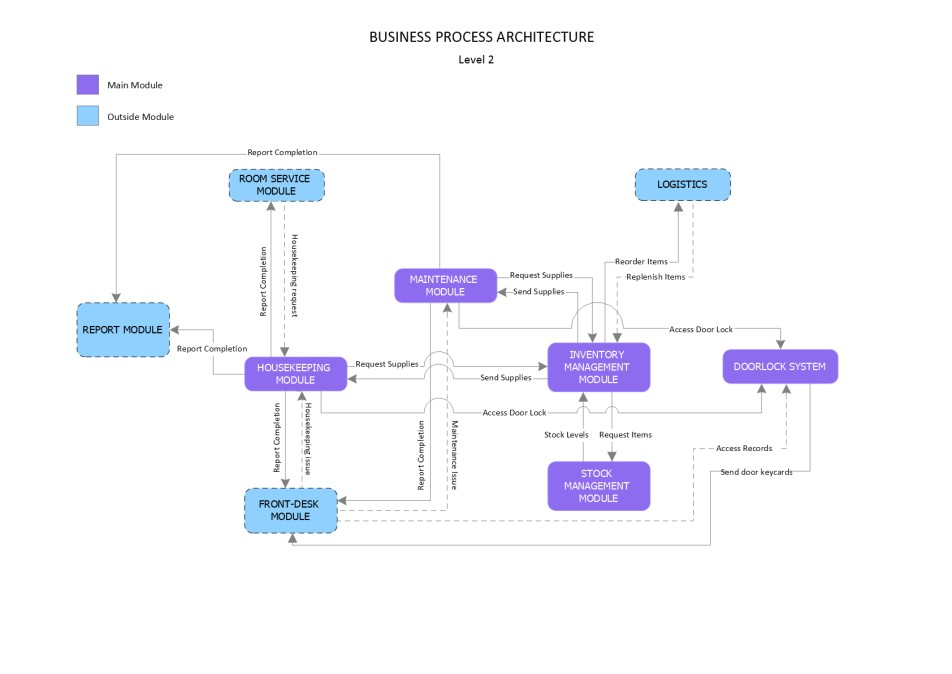 BUSINESS PROCESS ARCHITECTURE
Level 2
Main Module
Outside Module
Report Completion
ROOM SERVICE
MODULE
LOGISTICS
Report Completion
Housekeeping request
MAINTENANCE
MODULE
Request Supplies
Send Supplies
Reorder Items
Replenish Items
REPORT MODULE
Report Completion
Access Door Lock
HOUSEKEEPING
MODULE
Request Supplies
Send Supplies
INVENTORY
MANAGEMENT
MODULE
DOORLOCK SYSTEM
Access Door Lock
Report Completion
Housekeeping issue
Report Completion
Maintenance Issue
Stock Levels
Request Items
Access Records
Send door keycards
STOCK
MANAGEMENT
MODULE
FRONT-DESK
MODULE